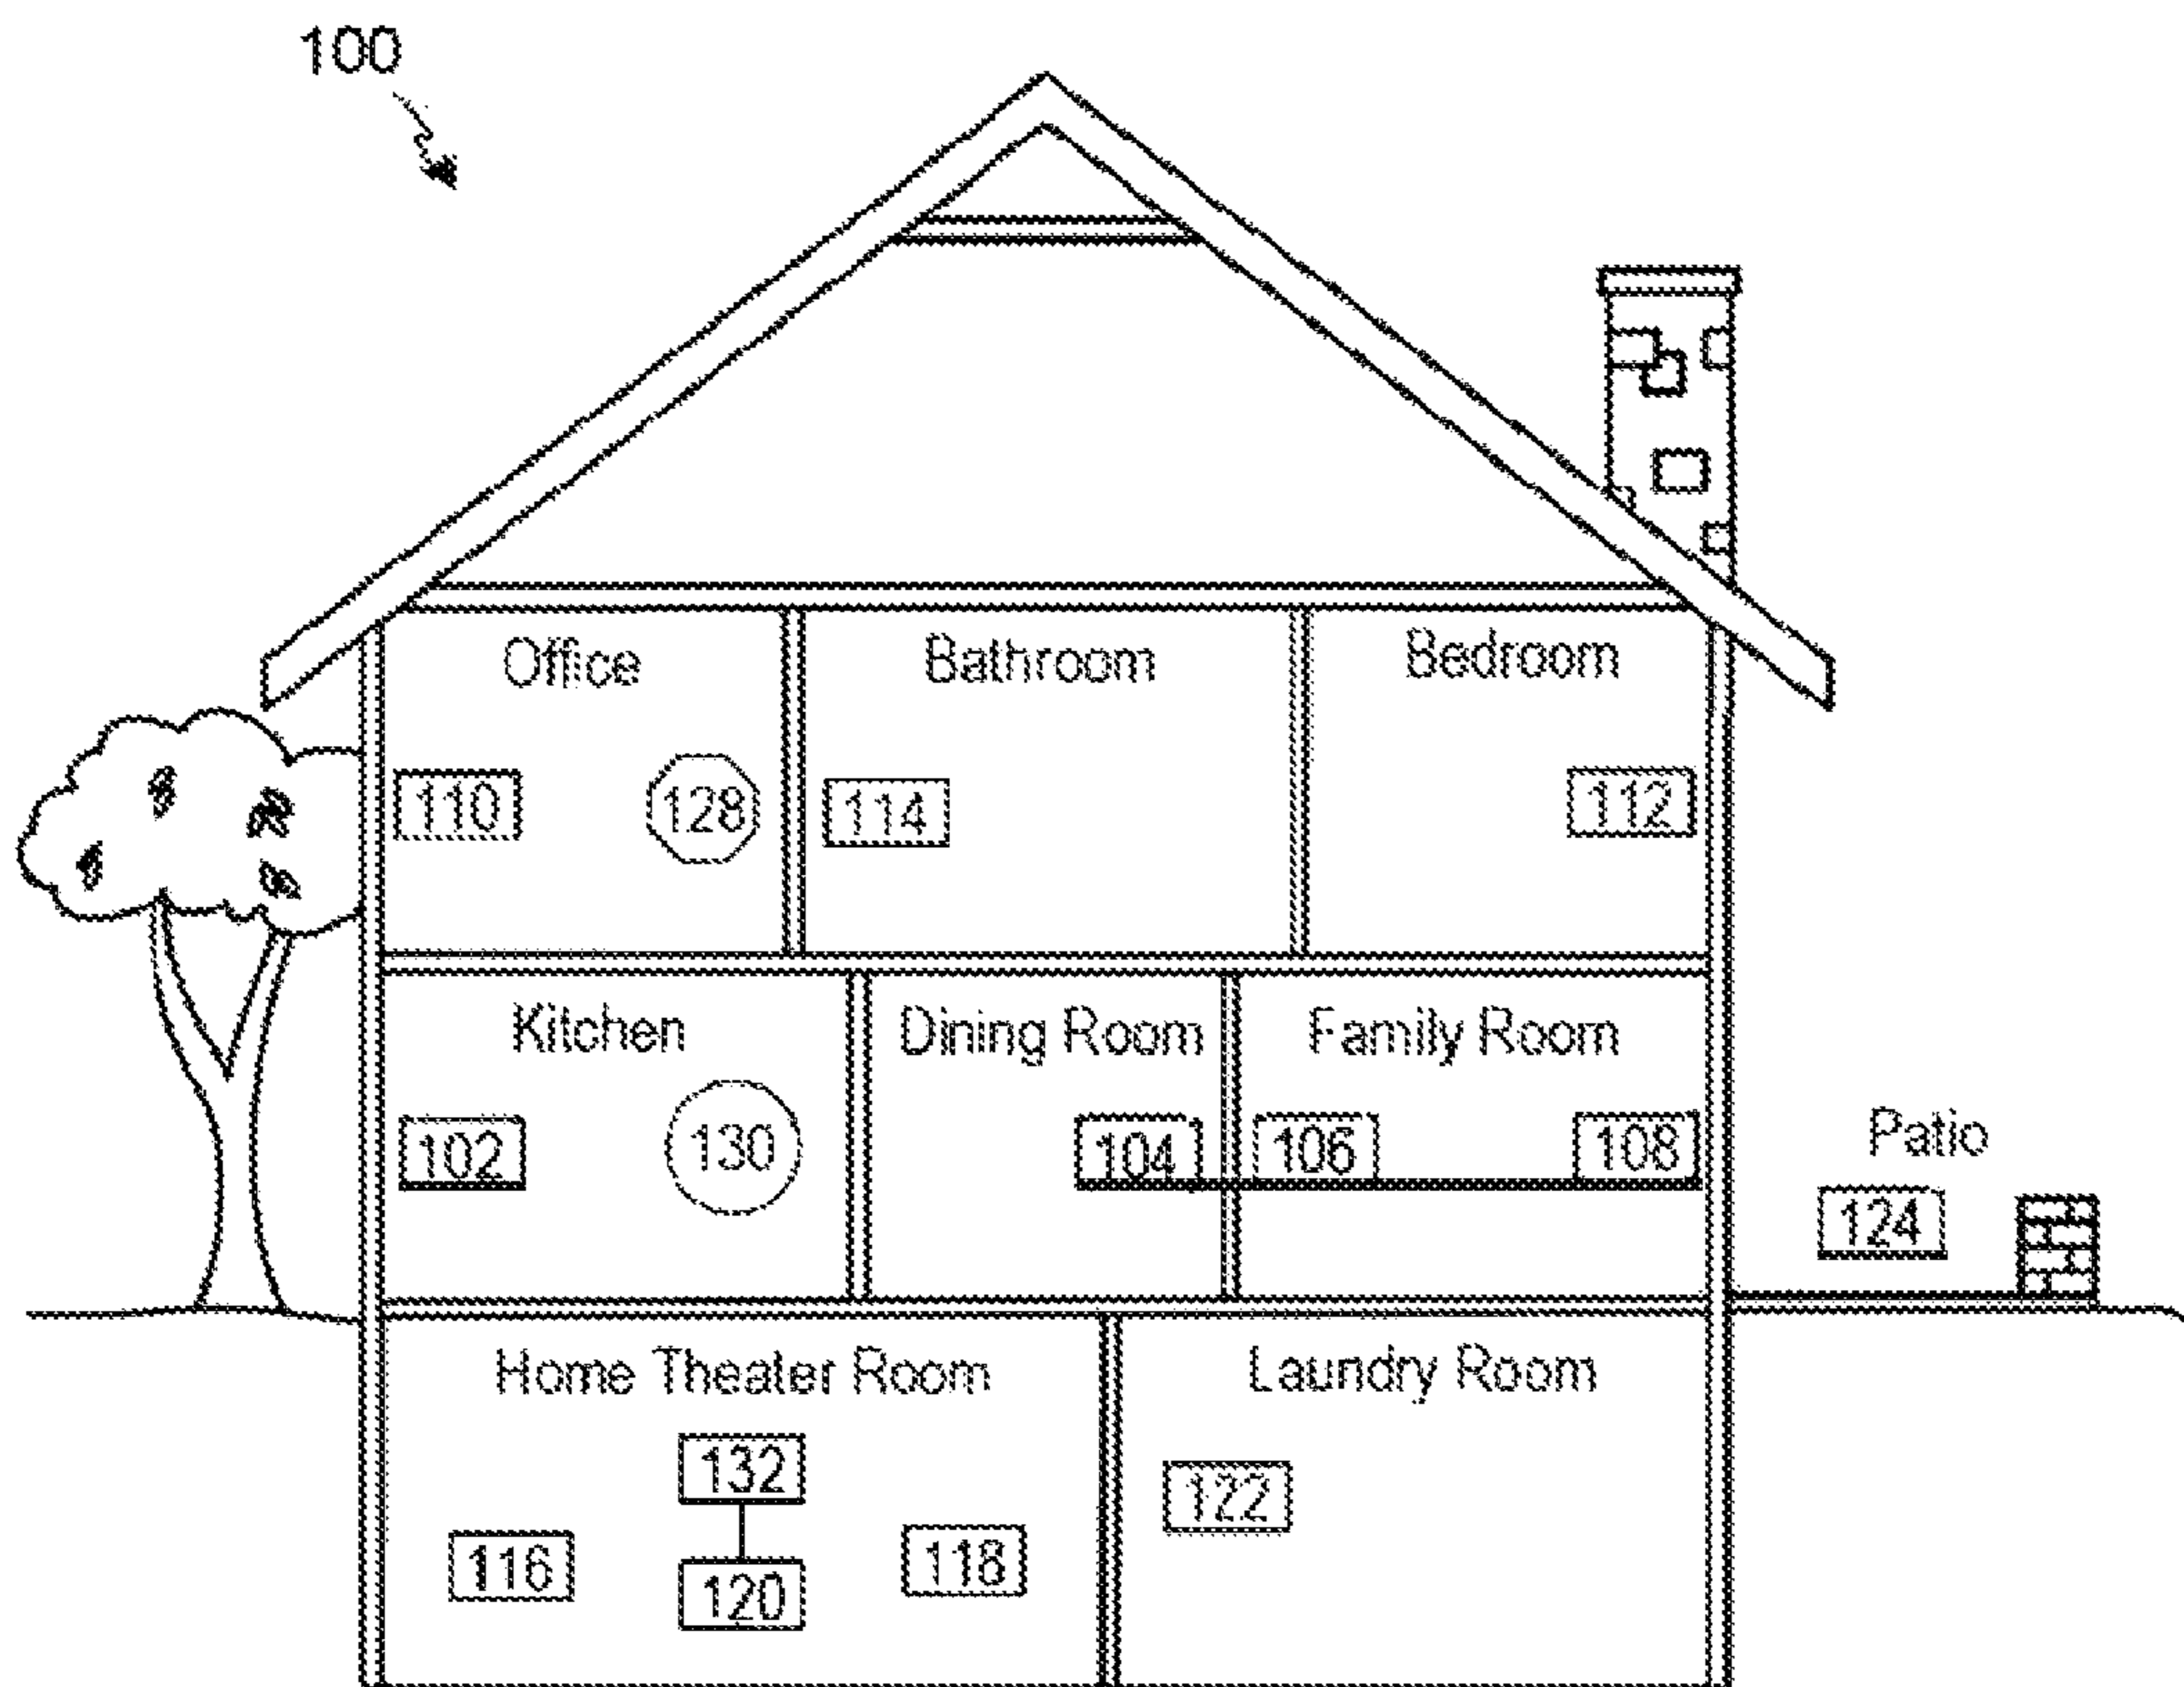 100
Office Bathroom Bedroom
110 128 114 112
Kitchen Dining Room Family Room
102 130 104 106 108
Patio
124
Home Theater Room Laundry Room
132
122
116 120 118